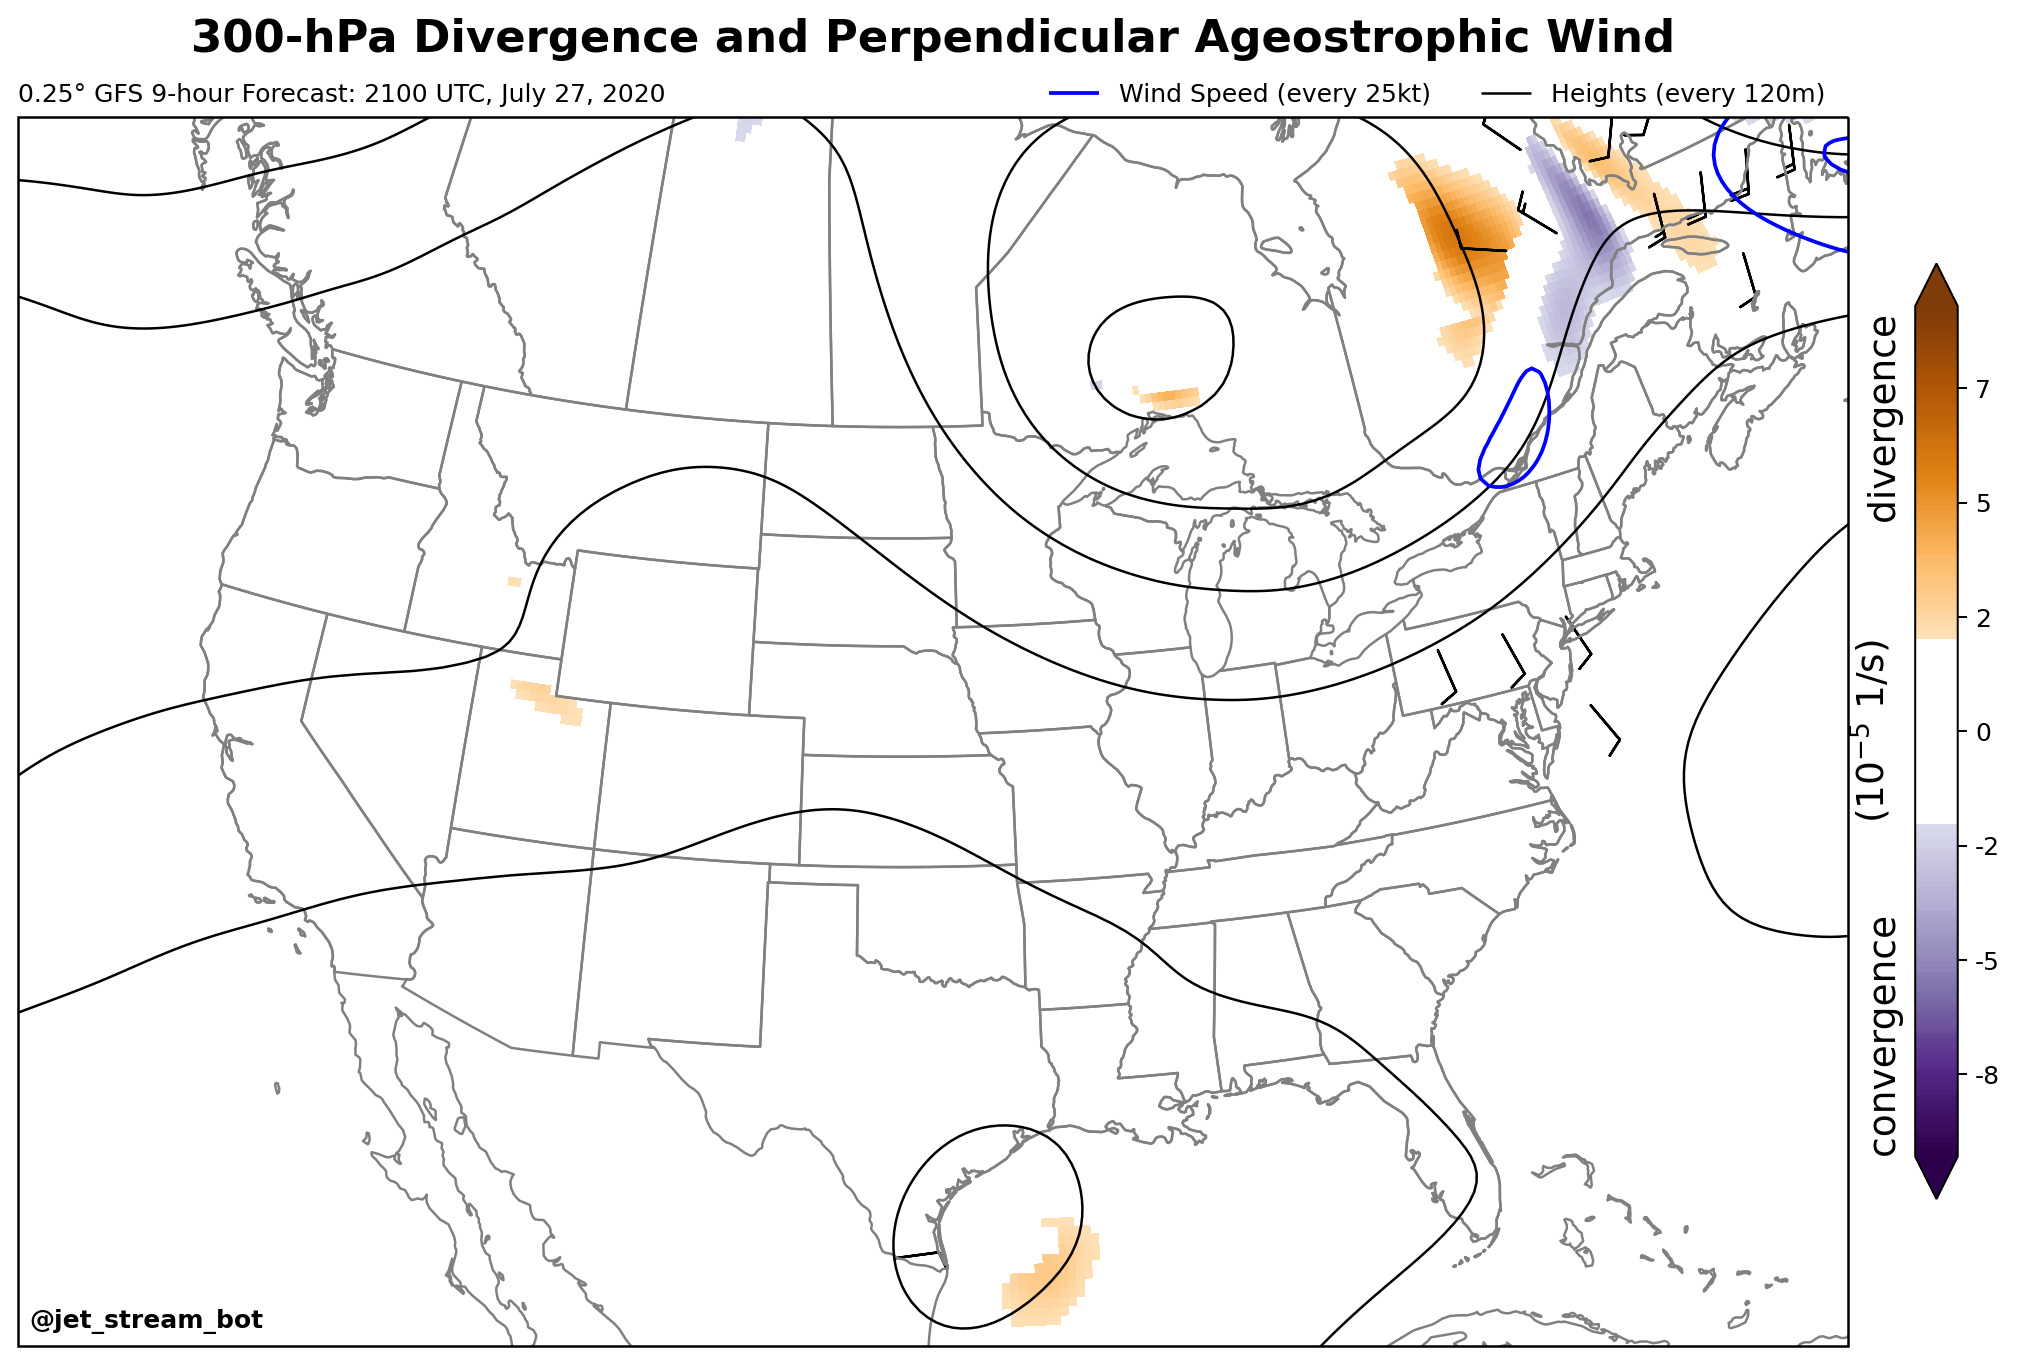 300-hPa Divergence and Perpendicular Ageostrophic Wind
0.25° GFS 9-hour Forecast: 2100 UTC, July 27, 2020
Wind Speed (every 25kt)
Heights (every 120m)
divergence
(10⁻⁵ 1/s)
convergence
7
5
2
0
-2
-5
-8
@jet_stream_bot